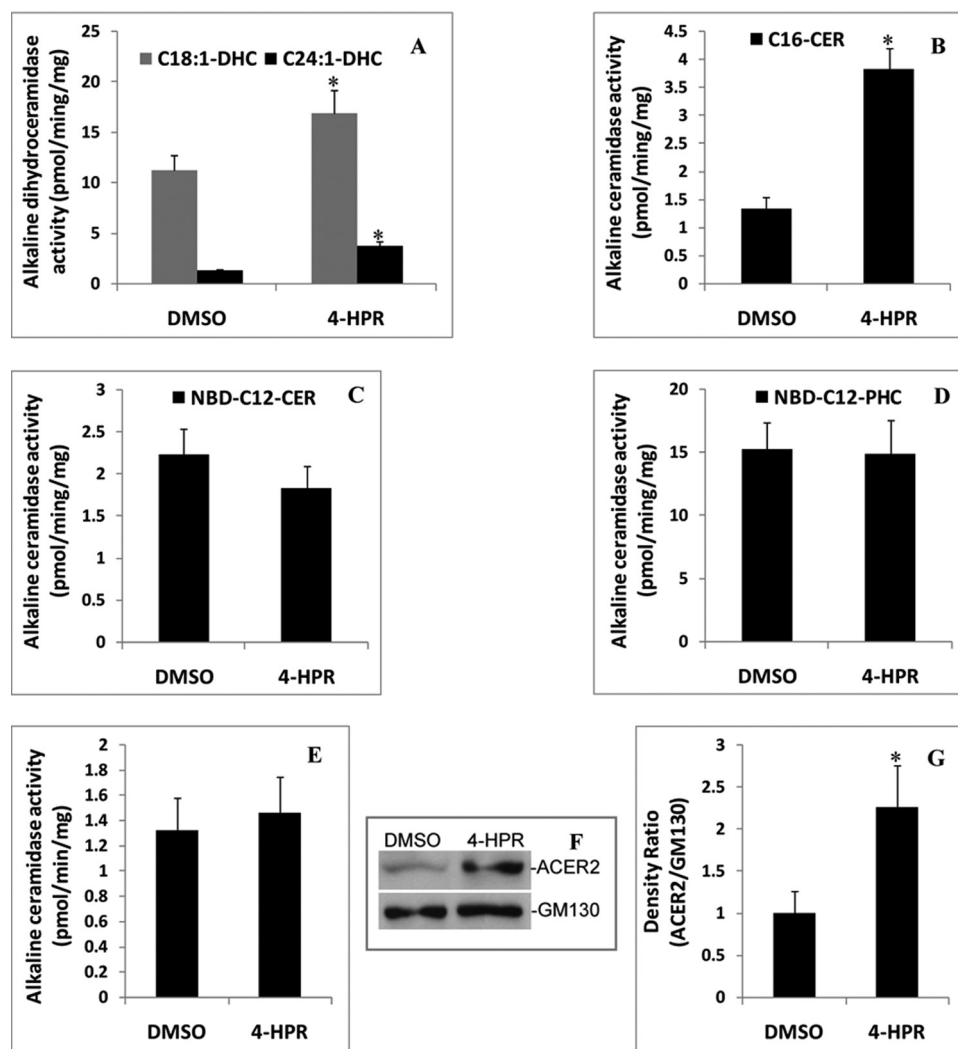 A
Alkaline dihydroceramidase
activity (pmol/ming/mg)
C18:1-DHC C24:1-DHC
25
20
15
10
5
0
*
*
DMSO 4-HPR
B
Alkaline ceramidase activity
(pmol/ming/mg)
C16-CER
4.5
4
3.5
3
2.5
2
1.5
1
0.5
0
*
DMSO 4-HPR
C
Alkaline ceramidase activity
(pmol/ming/mg)
NBD-C12-CER
3
2.5
2
1.5
1
0.5
0
DMSO 4-HPR
D
Alkaline ceramidase activity
(pmol/ming/mg)
NBD-C12-PHC
20
15
10
5
0
DMSO 4-HPR
E
Alkaline ceramidase activity
(pmol/min/mg)
2
1.8
1.6
1.4
1.2
1
0.8
0.6
0.4
0.2
0
DMSO 4-HPR
F
DMSO 4-HPR
-ACER2
-GM130
G
Density Ratio
(ACER2/GM130)
3
2.5
2
1.5
1
0.5
0
*
DMSO 4-HPR